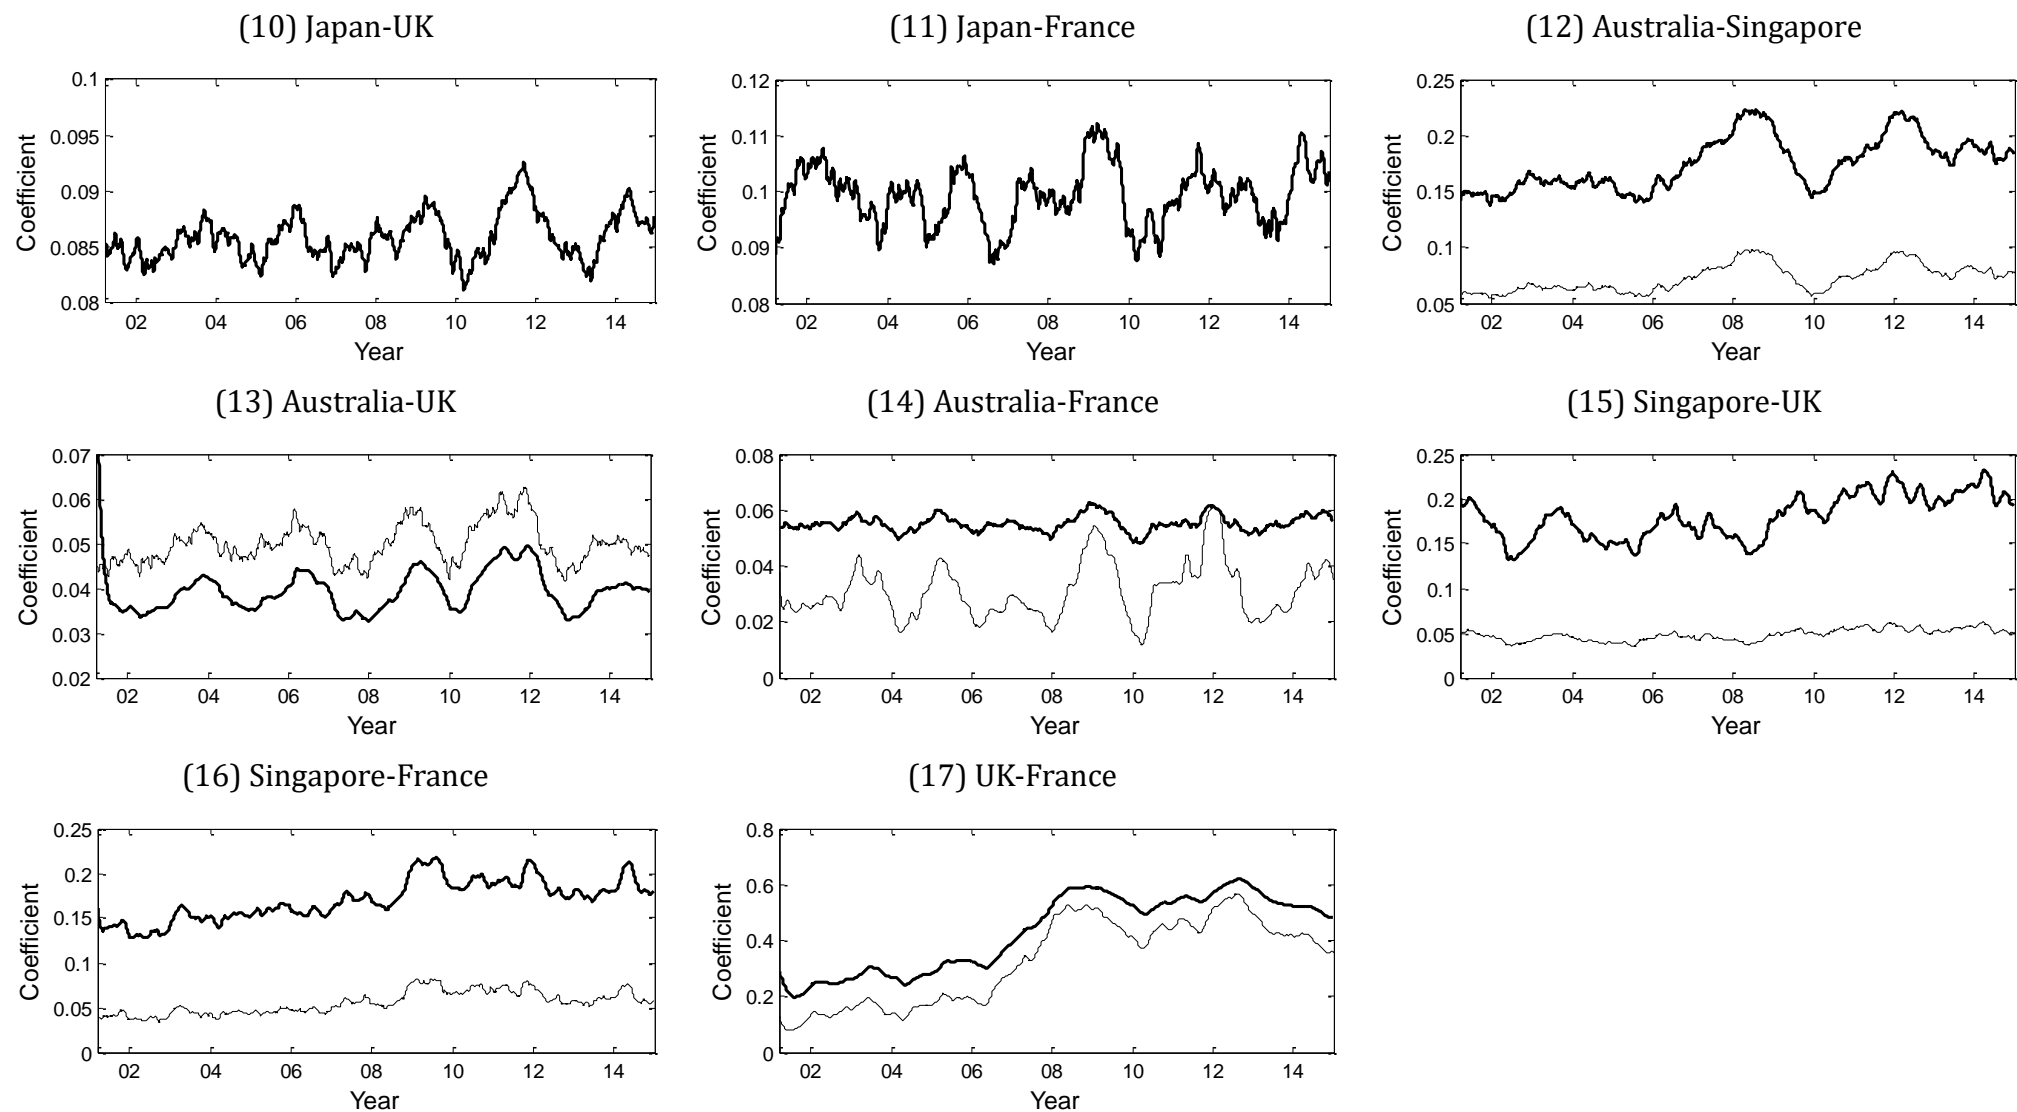 (10) Japan-UK
0.1
0.095
0.09
0.085
0.08
Coefficient
02 04 06 08 10 12 14
Year
(11) Japan-France
0.12
0.11
0.1
0.09
0.08
Coefficient
02 04 06 08 10 12 14
Year
(12) Australia-Singapore
0.25
0.2
0.15
0.1
0.05
Coefficient
02 04 06 08 10 12 14
Year
(13) Australia-UK
0.07
0.06
0.05
0.04
0.03
0.02
Coefficient
02 04 06 08 10 12 14
Year
(14) Australia-France
0.08
0.06
0.04
0.02
0
Coefficient
02 04 06 08 10 12 14
Year
(15) Singapore-UK
0.25
0.2
0.15
0.1
0.05
0
Coefficient
02 04 06 08 10 12 14
Year
(16) Singapore-France
0.25
0.2
0.15
0.1
0.05
0
Coefficient
02 04 06 08 10 12 14
Year
(17) UK-France
0.8
0.6
0.4
0.2
0
Coefficient
02 04 06 08 10 12 14
Year